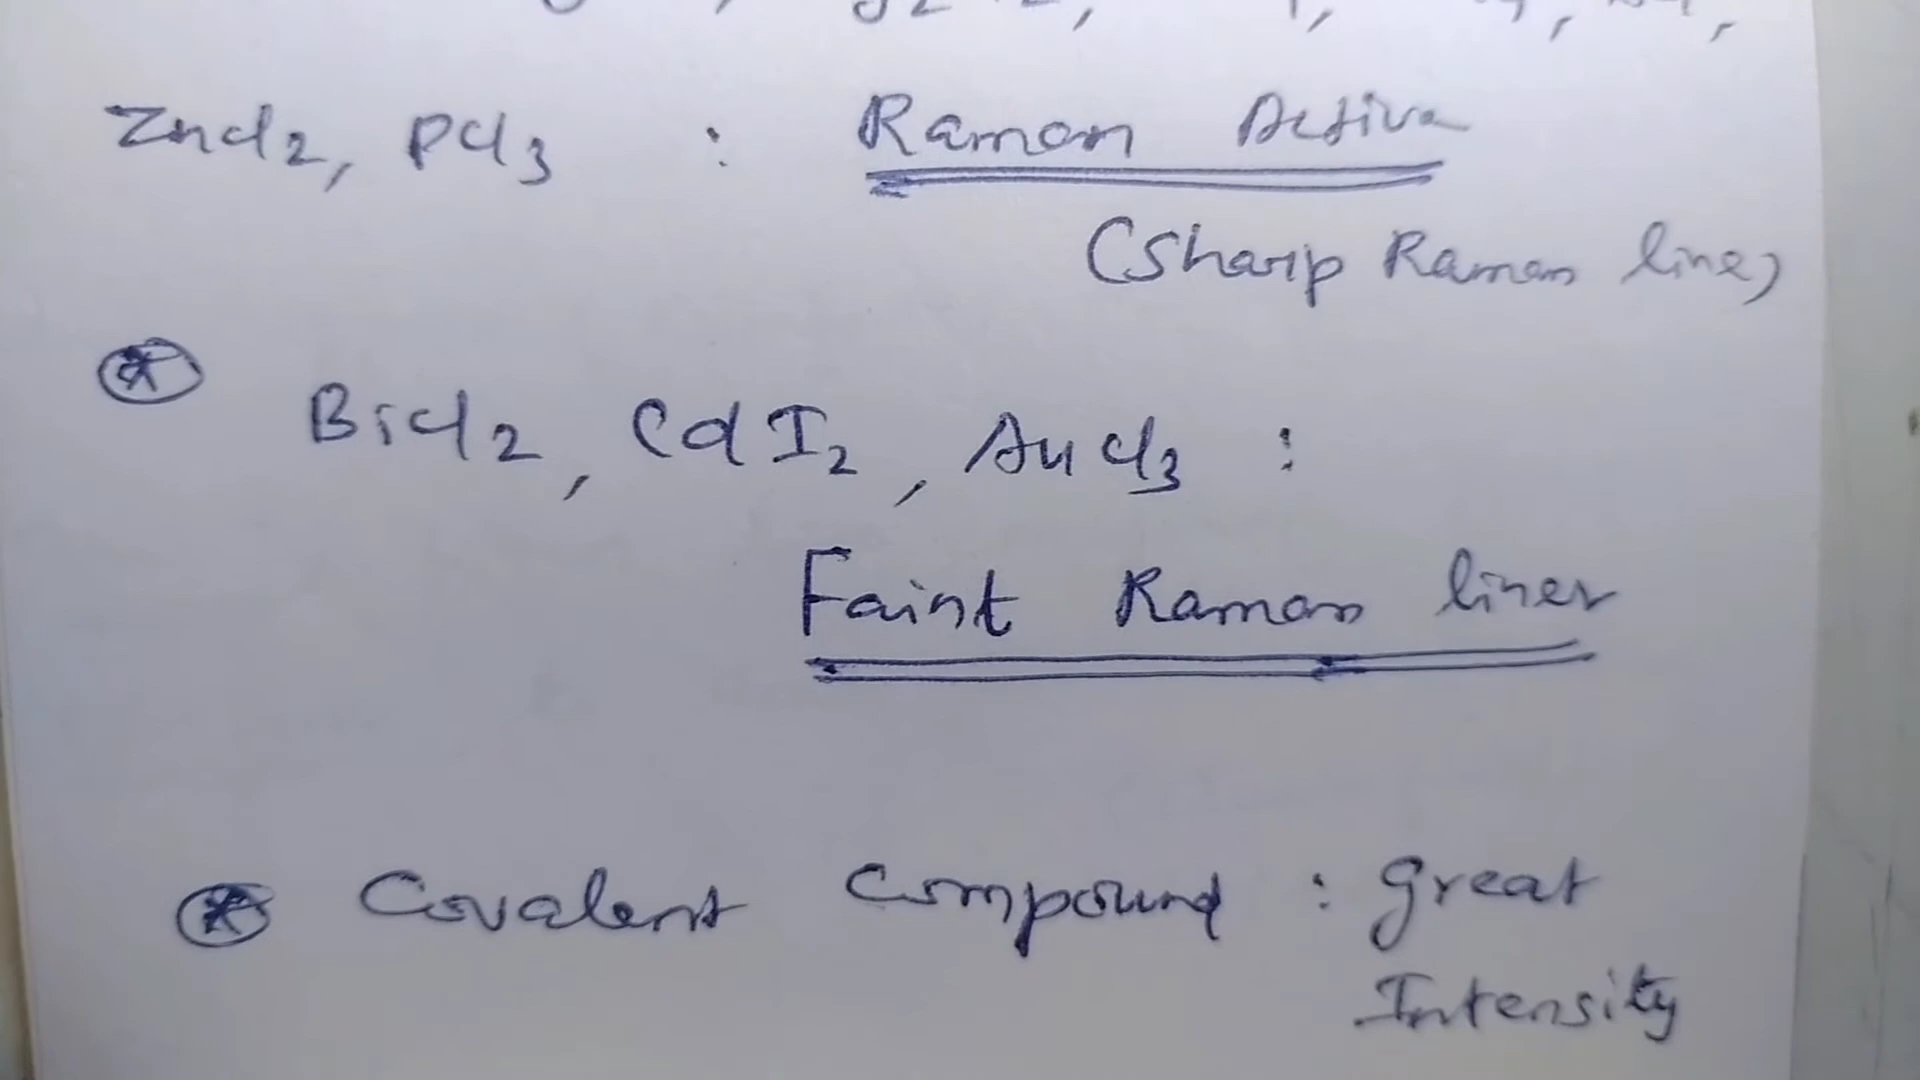 ZnCl2, PCl3 : Raman Active
(Sharp Raman line)
BiCl2, CdI2, AuCl3 :
Faint Raman lines
Covalent Compound : great
Intensity